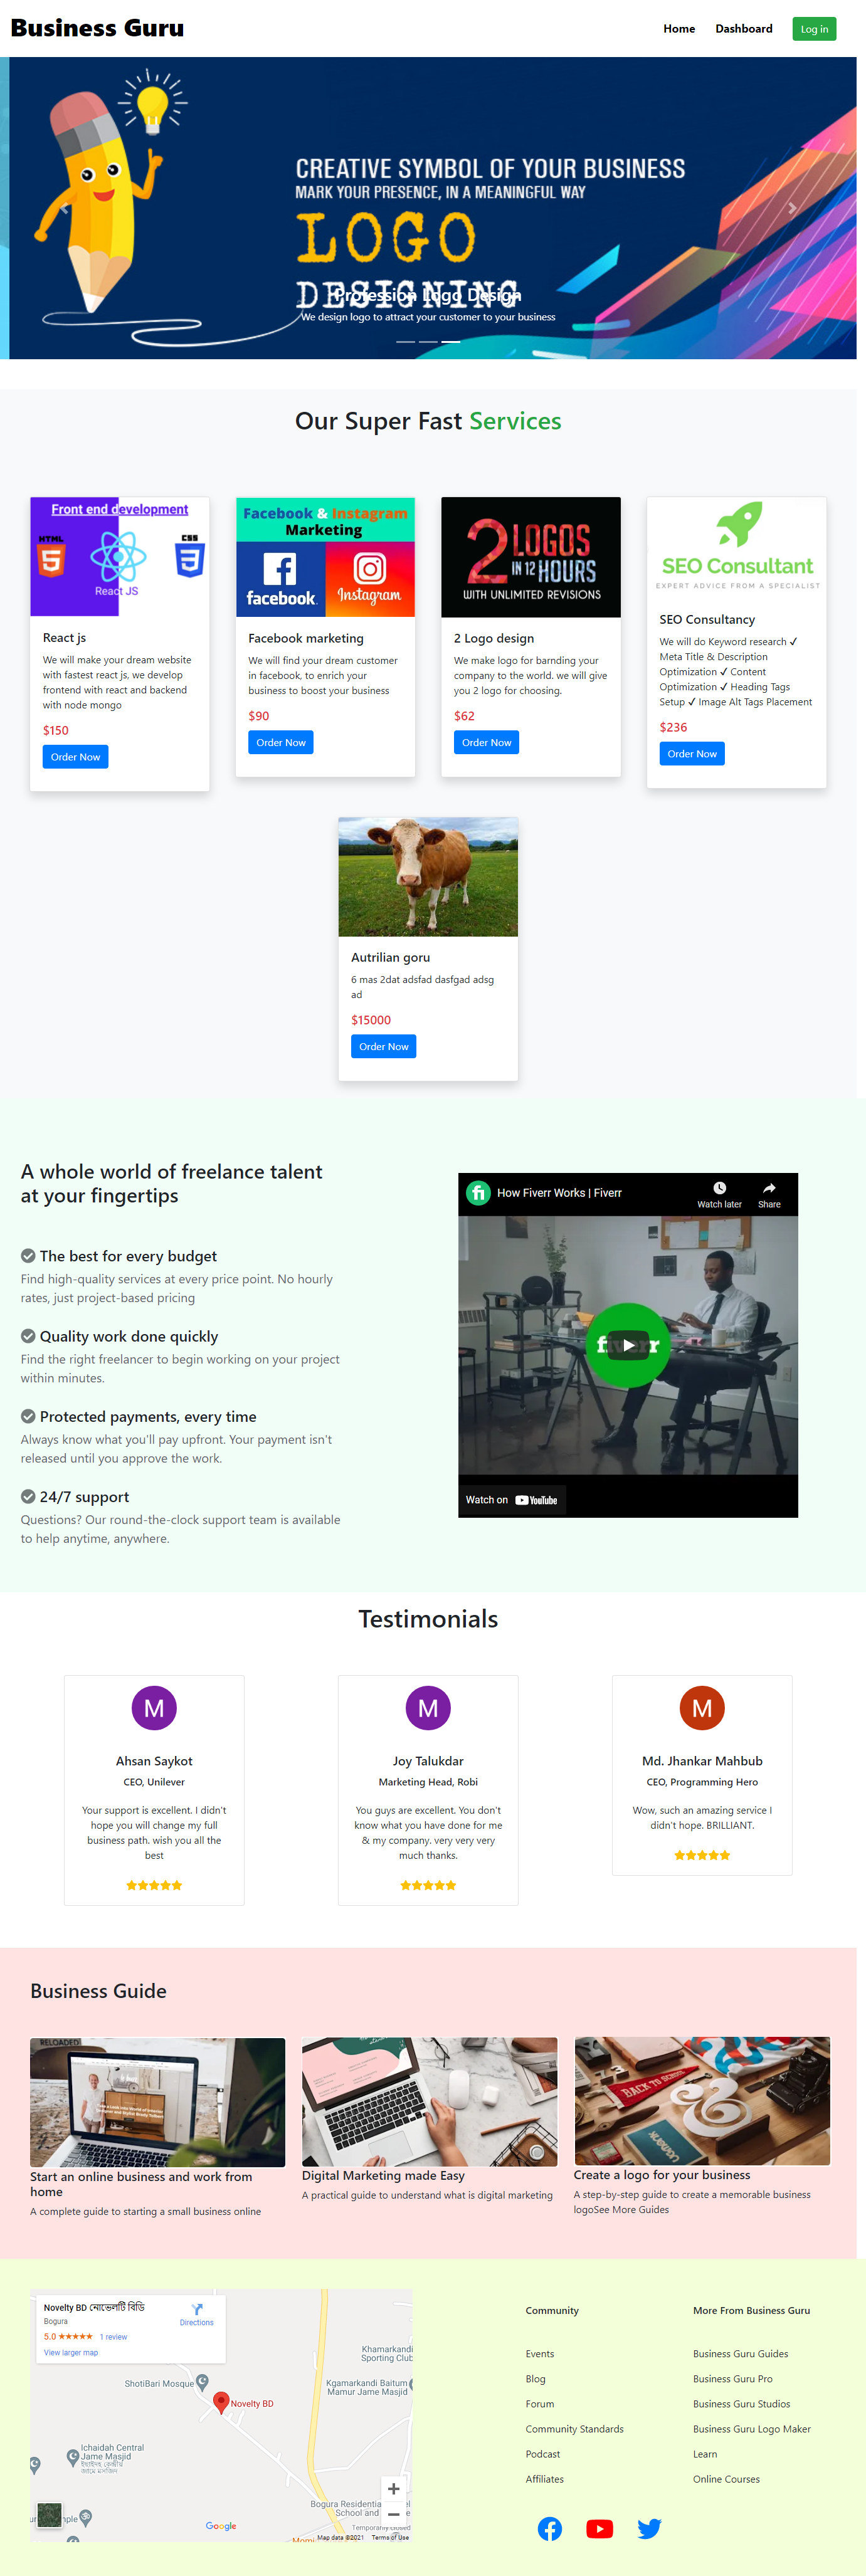 Business Guru
Home
Dashboard
Log in
CREATIVE SYMBOL OF YOUR BUSINESS
MARK YOUR PRESENCE, IN A MEANINGFUL WAY
LOGO
DESIGNING
Profession Logo Design
We design logo to attract your customer to your business
Our Super Fast Services
Front end development
HTML
CSS
React JS
React js
We will make your dream website
with fastest react js, we develop
frontend with react and backend
with node mongo
$150
Order Now
Facebook & Instagram
Marketing
facebook.
Instagram
Facebook marketing
We will find your dream customer
in facebook, to enrich your
business to boost your business
$90
Order Now
2 LOGOS
IN 12 HOURS
WITH UNLIMITED REVISIONS
2 Logo design
We make logo for barnding your
company to the world. we will give
you 2 logo for choosing.
$62
Order Now
SEO Consultant
EXPERT ADVICE FROM A SPECIALIST
SEO Consultancy
We will do Keyword research ✓
Meta Title & Description
Optimization ✓ Content
Optimization ✓ Heading Tags
Setup ✓ Image Alt Tags Placement
$236
Order Now
Autrilian goru
6 mas 2dat adsfad dasfgad adsg
ad
$15000
Order Now
A whole world of freelance talent
at your fingertips
The best for every budget
Find high-quality services at every price point. No hourly
rates, just project-based pricing
Quality work done quickly
Find the right freelancer to begin working on your project
within minutes.
Protected payments, every time
Always know what you'll pay upfront. Your payment isn't
released until you approve the work.
24/7 support
Questions? Our round-the-clock support team is available
to help anytime, anywhere.
fi
How Fiverr Works | Fiverr
Watch later
Share
Watch on YouTube
Testimonials
M
Ahsan Saykot
CEO, Unilever
Your support is excellent. I didn't
hope you will change my full
business path. wish you all the
best
M
Joy Talukdar
Marketing Head, Robi
You guys are excellent. You don't
know what you have done for me
& my company. very very very
much thanks.
M
Md. Jhankar Mahbub
CEO, Programming Hero
Wow, such an amazing service I
didn't hope. BRILLIANT.
Business Guide
RELOADED
Start an online business and work from
home
A complete guide to starting a small business online
Digital Marketing made Easy
A practical guide to understand what is digital marketing
BACK TO SCHOOL
&
Create a logo for your business
A step-by-step guide to create a memorable business
logoSee More Guides
Novelty BD নোভেলটি বিডি
Bogura
5.0 ★★★★★ 1 review
View larger map
Directions
Khamarkandi
Sporting Club
ShotiBari Mosque
Kgamarkandi Baitum
Mamur Jame Masjid
Novelty BD
Ichaidah Central
Jame Masjid
Bogura Residential
School and
Temporarily closed
Google
Map data ©2021
Terms of Use
Community
Events
Blog
Forum
Community Standards
Podcast
Affiliates
More From Business Guru
Business Guru Guides
Business Guru Pro
Business Guru Studios
Business Guru Logo Maker
Learn
Online Courses